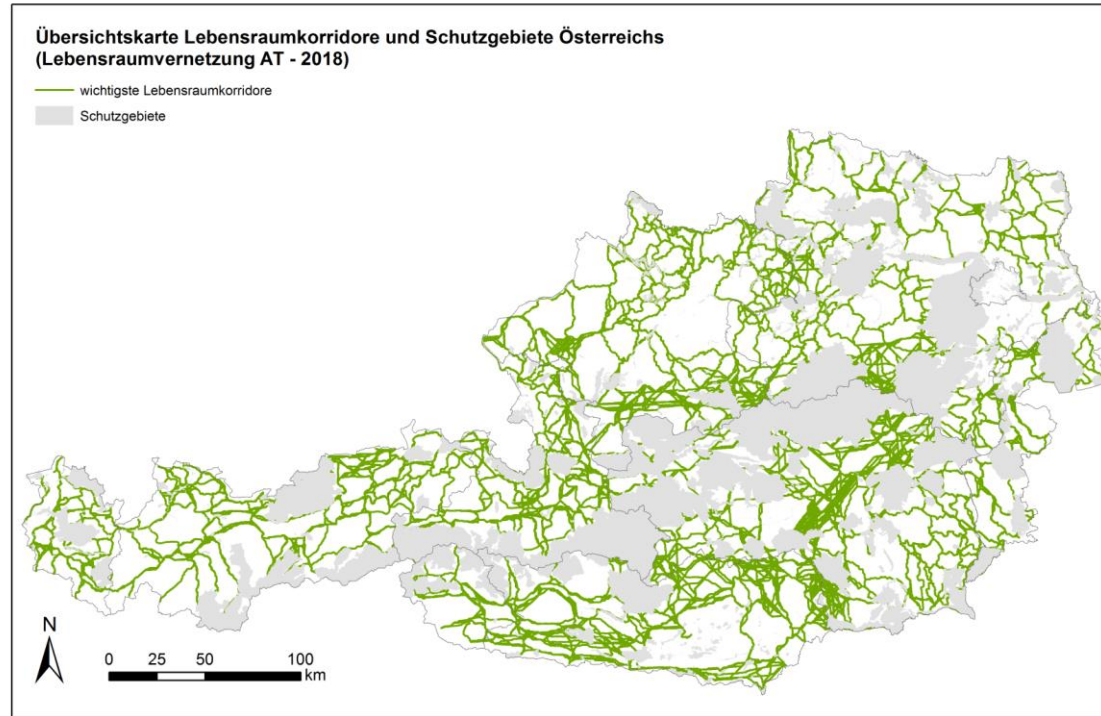 Übersichtskarte Lebensraumkorridore und Schutzgebiete Österreichs
(Lebensraumvernetzung AT - 2018)
wichtigste Lebensraumkorridore
Schutzgebiete
N
0 25 50 100
km